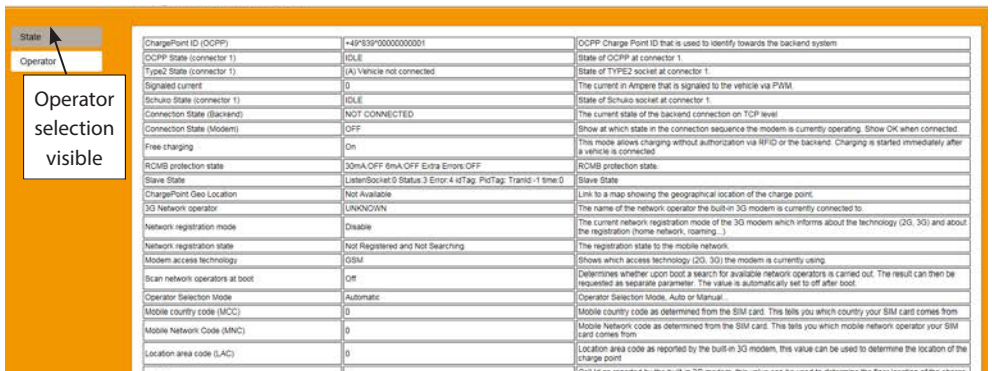 State
Operator
Operator
selection
visible
ChargePoint ID (OCPP) +49*839*00000000001 OCPP Charge Point ID that is used to identify towards the backend system
OCPP State (connector 1) IDLE State of OCPP at connector 1.
Type2 State (connector 1) (A) Vehicle not connected State of TYPE2 socket at connector 1.
Signaled current 0 The current in Ampere that is signaled to the vehicle via PWM.
Schuko State (connector 1) IDLE State of Schuko socket at connector 1.
Connection State (Backend) NOT CONNECTED The current state of the backend connection on TCP level
Connection State (Modem) OFF Show at which state in the connection sequence the modem is currently operating. Show OK when connected.
Free charging On This mode allows charging without authorization via RFID or the backend. Charging is started immediately after
a vehicle is connected
RCMB protection state 30mA:OFF 6mA:OFF Extra Errors:OFF RCMB protection state.
Slave State ListenSocket:0 Status:3 Error:4 idTag: PidTag: TranId:-1 time:0 Slave State
ChargePoint Geo Location Not Available Link to a map showing the geographical location of the charge point.
3G Network operator UNKNOWN The name of the network operator the built-in 3G modem is currently connected to.
Network registration mode Disable The current network registration mode of the 3G modem which informs about the technology (2G, 3G) and about
the registration (home network, roaming...)
Network registration state Not Registered and Not Searching. The registration state to the mobile network.
Modem access technology GSM Shows which access technology (2G, 3G) the modem is currently using.
Scan network operators at boot Off Determines whether upon boot a search for available network operators is carried out. The result can then be
requested as separate parameter. The value is automatically set to off after boot.
Operator Selection Mode Automatic Operator Selection Mode, Auto or Manual...
Mobile country code (MCC) 0 Mobile country code as determined from the SIM card. This tells you which country your SIM card comes from
Mobile Network Code (MNC) 0 Mobile Network code as determined from the SIM card. This tells you which mobile network operator your SIM
card comes from
Location area code (LAC) 0 Location area code as reported by the built-in 3G modem, this value can be used to determine the location of the
charge point